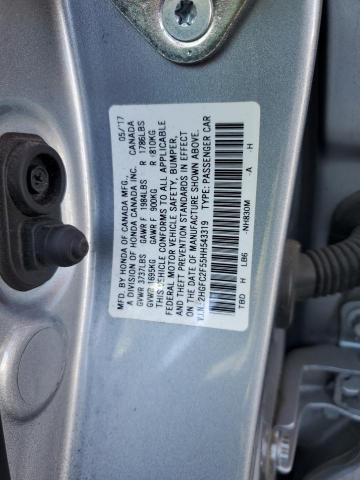 MFD. BY HONDA OF CANADA MFG., 05/17
A DIVISION OF HONDA CANADA INC. CANADA
GVWR 3737LBS GAWR F 1984LBS R 1786LBS
GVWR 1695KG GAWR F 900KG R 810KG
THIS VEHICLE CONFORMS TO ALL APPLICABLE
FEDERAL MOTOR VEHICLE SAFETY, BUMPER,
AND THEFT PREVENTION STANDARDS IN EFFECT
ON THE DATE OF MANUFACTURE SHOWN ABOVE.
V.I.N.:2HGFC2F55HH543319 TYPE: PASSENGER CAR
TBD H LB6 -NH830M -A H